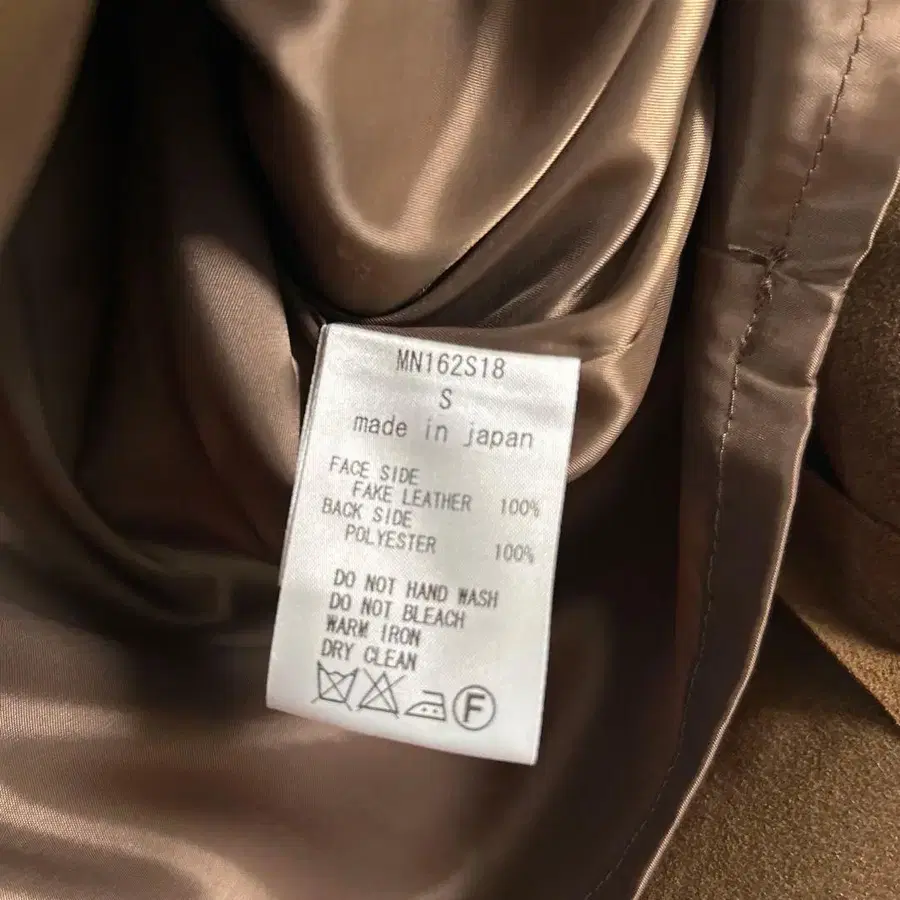 MN162S18
S
made in japan
FACE SIDE
FAKE LEATHER 100%
BACK SIDE
POLYESTER 100%
DO NOT HAND WASH
DO NOT BLEACH
WARM IRON
DRY CLEAN
F